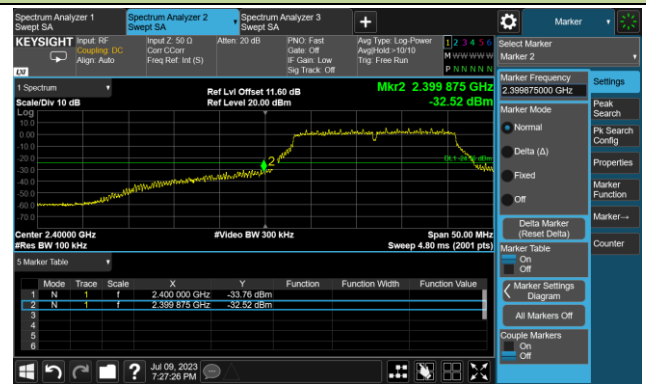 Spectrum Analyzer 1
Swept SA
Spectrum Analyzer 2
Swept SA
Spectrum Analyzer 3
Swept SA
Marker
KEYSIGHT
LXI
Input: RF
Coupling: DC
Align: Auto
Input Z: 50 Ω
Corr CCorr
Freq Ref: Int (S)
Atten: 20 dB
PNO: Fast
Gate: Off
IF Gain: Low
Sig Track: Off
Avg Type: Log-Power
Avg|Hold:>10/10
Trig: Free Run
1 2 3 4 5 6
M W W W W W
P N N N N N
Select Marker
Marker 2
1 Spectrum
Scale/Div 10 dB
Ref Lvl Offset 11.60 dB
Ref Level 20.00 dBm
Mkr2 2.399 875 GHz
-32.52 dBm
Log
10.0
0.00
-10.0
-20.0
-30.0
-40.0
-50.0
-60.0
-70.0
2
Center 2.40000 GHz
#Res BW 100 kHz
#Video BW 300 kHz
Span 50.00 MHz
Sweep 4.80 ms (2001 pts)
5 Marker Table
Mode Trace Scale X Y Function Function Width Function Value
1 N 1 f 2.400 000 GHz -33.76 dBm
2 N 1 f 2.399 875 GHz -32.52 dBm
3
4
5
6
Jul 09, 2023
7:27:26 PM
Marker Frequency
2.399875000 GHz
Marker Mode
Normal
Delta (Δ)
Fixed
Off
Delta Marker
(Reset Delta)
Marker Table
On
Off
Marker Settings
Diagram
All Markers Off
Couple Markers
On
Off
Settings
Peak
Search
Pk Search
Config
Properties
Marker
Function
Marker→
Counter